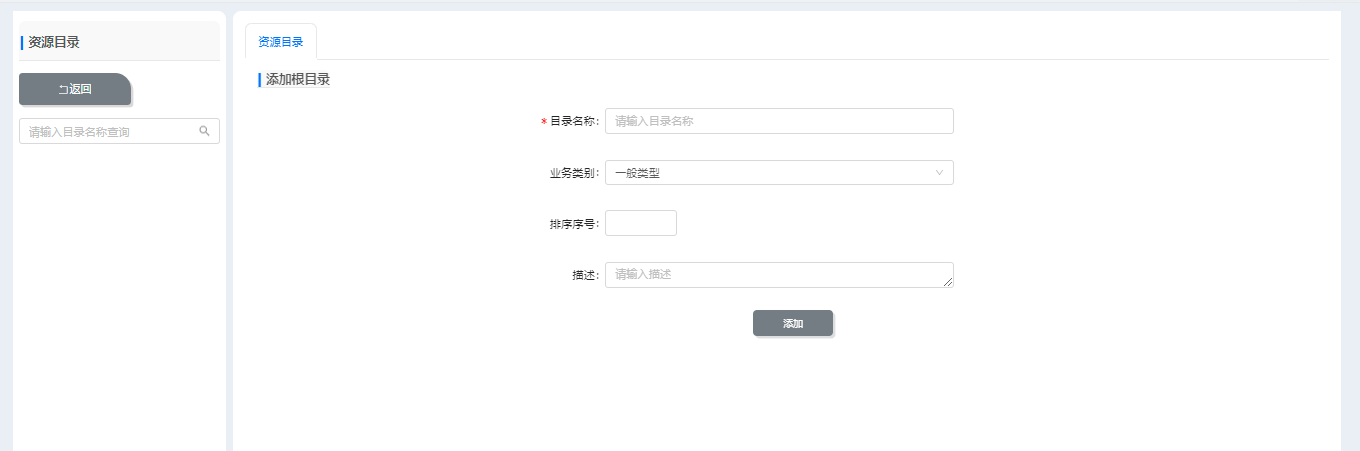 资源目录
返回
请输入目录名称查询
资源目录
添加根目录
* 目录名称:
请输入目录名称
业务类别:
一般类型
排序序号:
描述:
请输入描述
添加